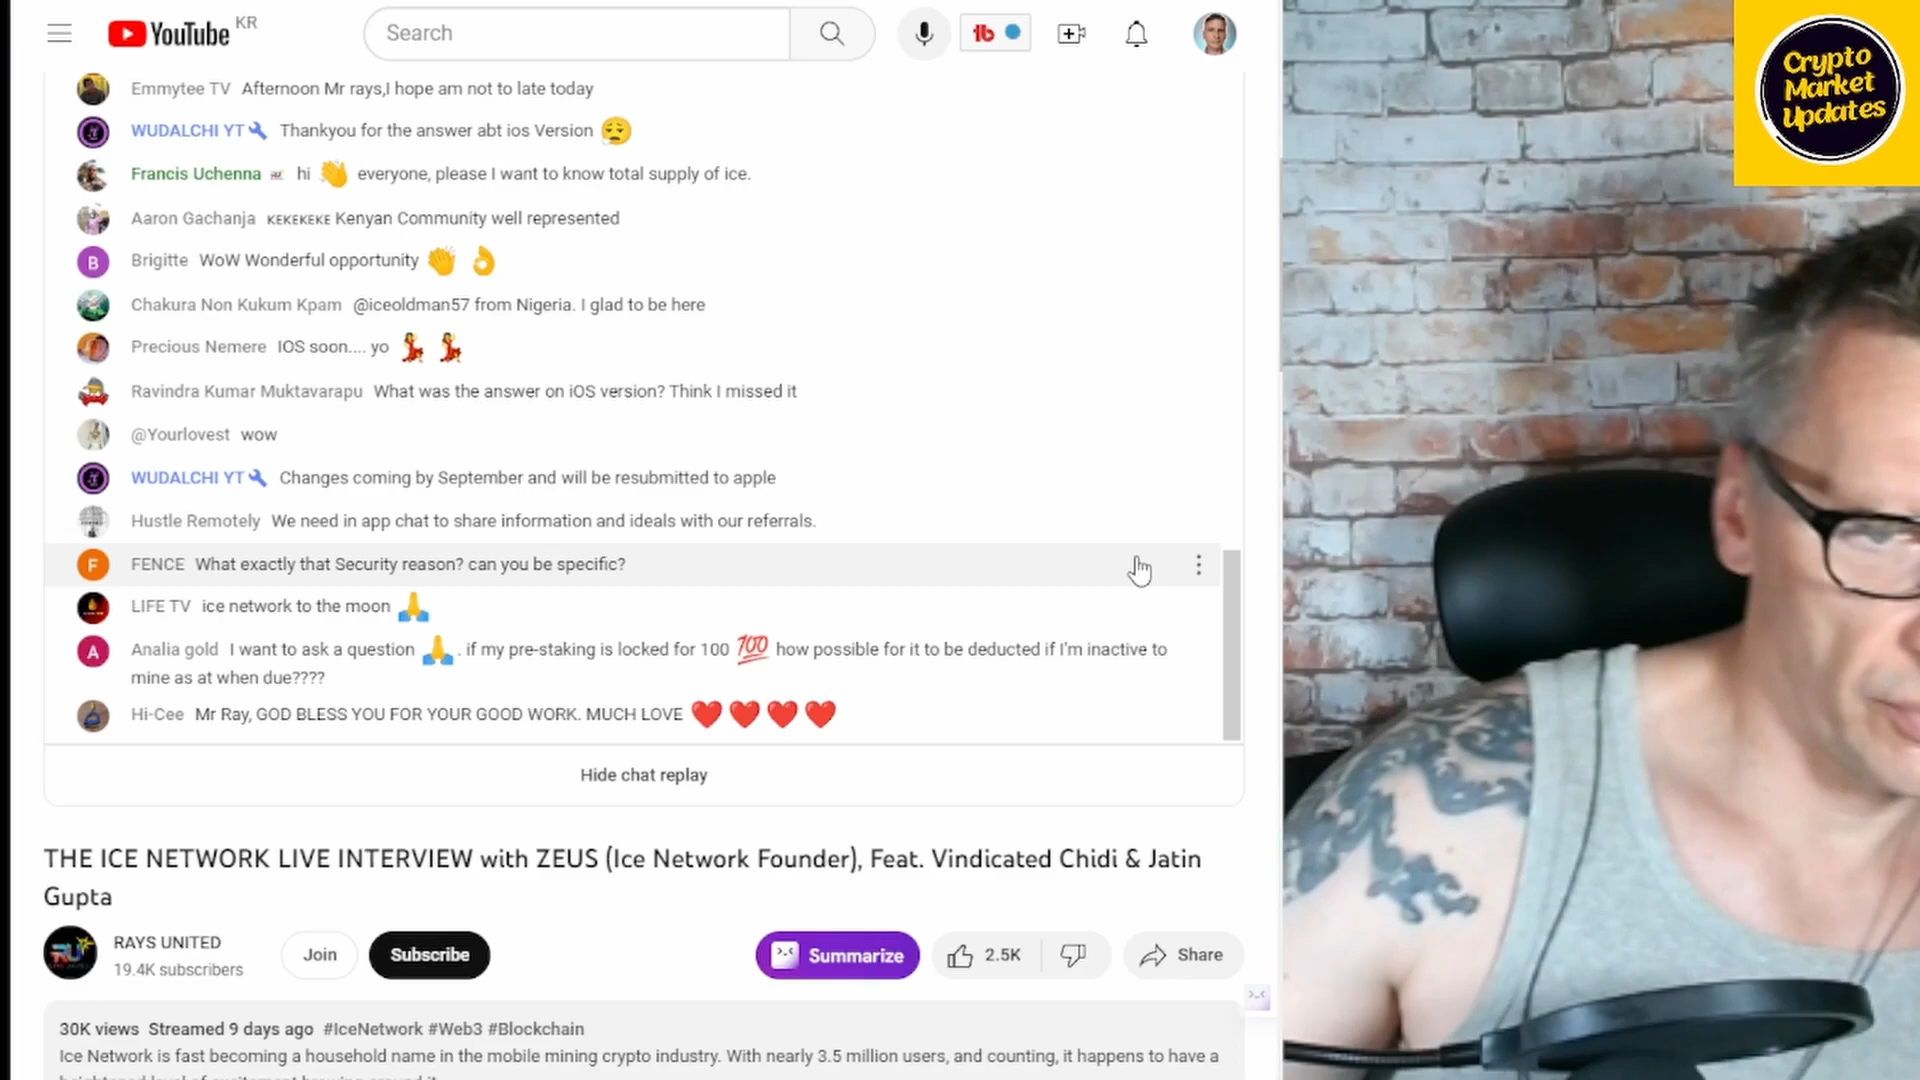 YouTube KR
Search
Crypto
Market
Updates
Emmytee TV Afternoon Mr rays,I hope am not to late today
WUDALCHI YT Thankyou for the answer abt ios Version
Francis Uchenna hi everyone, please I want to know total supply of ice.
Aaron Gachanja ᴋᴇᴋᴇᴋᴇᴋᴇ Kenyan Community well represented
B Brigitte WoW Wonderful opportunity
Chakura Non Kukum Kpam @iceoldman57 from Nigeria. I glad to be here
Precious Nemere IOS soon.... yo
Ravindra Kumar Muktavarapu What was the answer on iOS version? Think I missed it
@Yourlovest wow
WUDALCHI YT Changes coming by September and will be resubmitted to apple
Hustle Remotely We need in app chat to share information and ideals with our referrals.
F FENCE What exactly that Security reason? can you be specific?
LIFE TV ice network to the moon
A Analia gold I want to ask a question 🙏 . if my pre-staking is locked for 100 💯 how possible for it to be deducted if I'm inactive to
mine as at when due????
Hi-Cee Mr Ray, GOD BLESS YOU FOR YOUR GOOD WORK. MUCH LOVE
Hide chat replay
THE ICE NETWORK LIVE INTERVIEW with ZEUS (Ice Network Founder), Feat. Vindicated Chidi & Jatin
Gupta
RAYS UNITED
19.4K subscribers
Join
Subscribe
Summarize
2.5K
Share
30K views Streamed 9 days ago #IceNetwork #Web3 #Blockchain
Ice Network is fast becoming a household name in the mobile mining crypto industry. With nearly 3.5 million users, and counting, it happens to have a